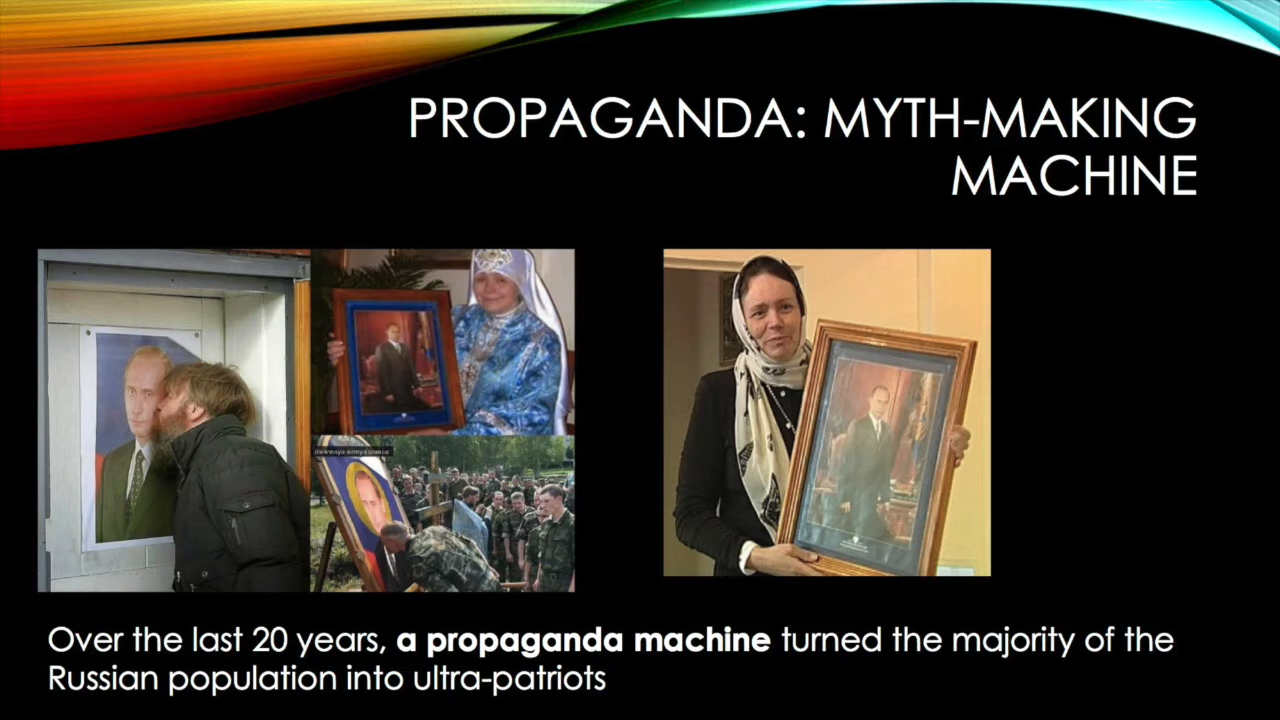 PROPAGANDA: MYTH-MAKING
MACHINE
Over the last 20 years, a propaganda machine turned the majority of the
Russian population into ultra-patriots